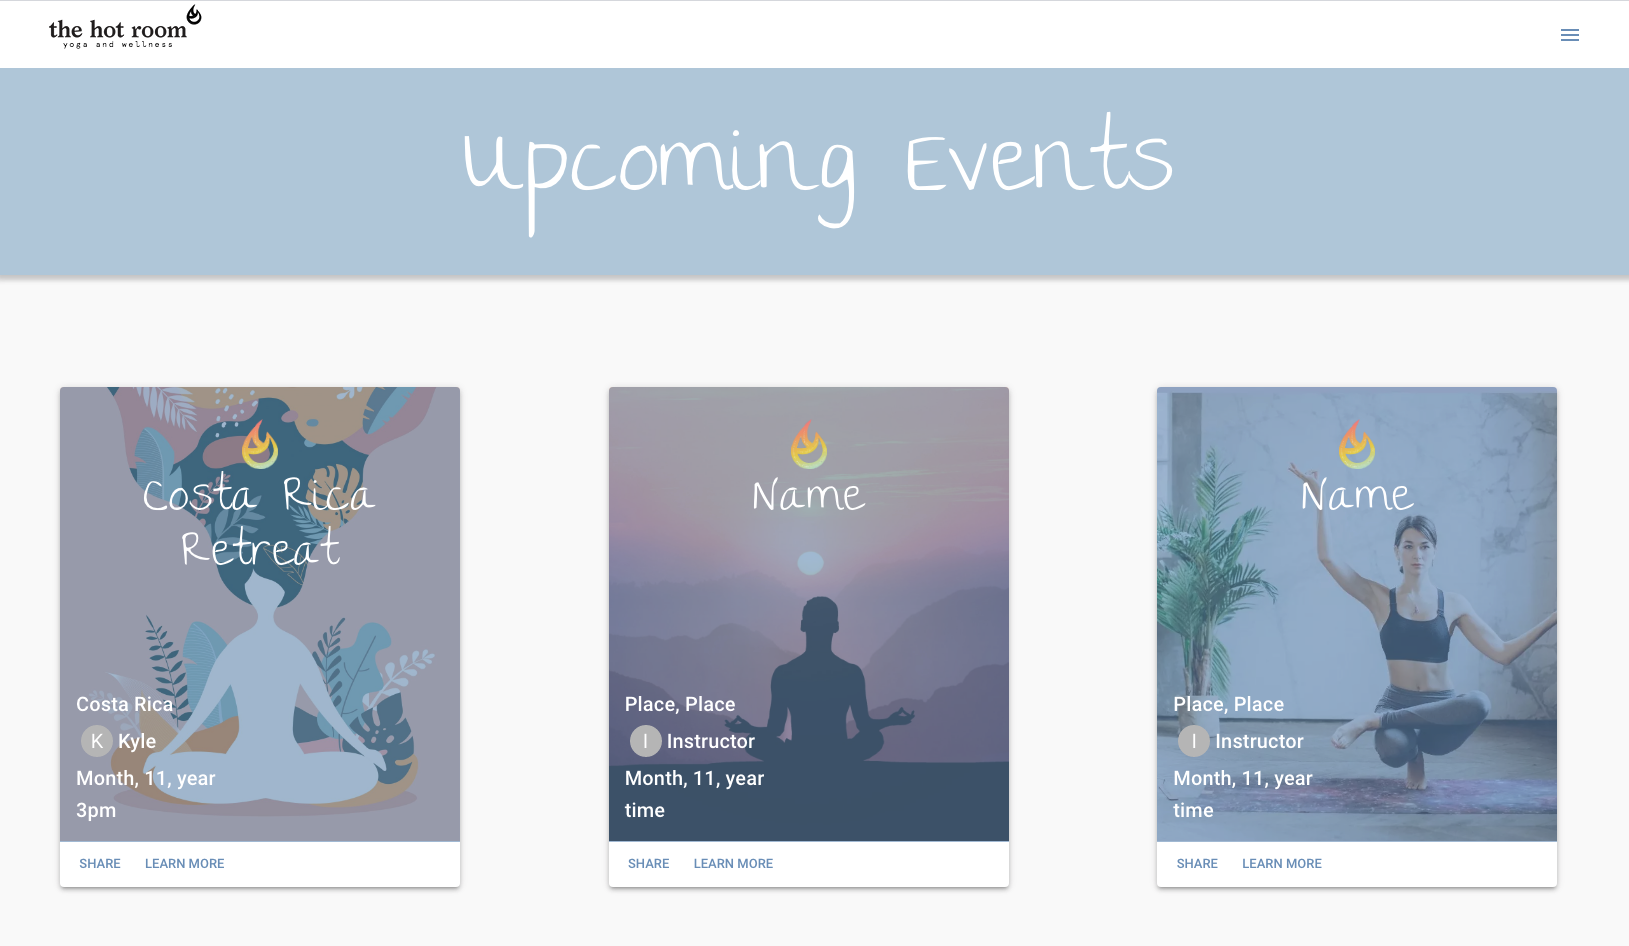 the hot room
yoga and wellness
Upcoming Events
Costa Rica
Retreat
Costa Rica
K Kyle
Month, 11, year
3pm
SHARE LEARN MORE
Name
Place, Place
I Instructor
Month, 11, year
time
SHARE LEARN MORE
Name
Place, Place
I Instructor
Month, 11, year
time
SHARE LEARN MORE